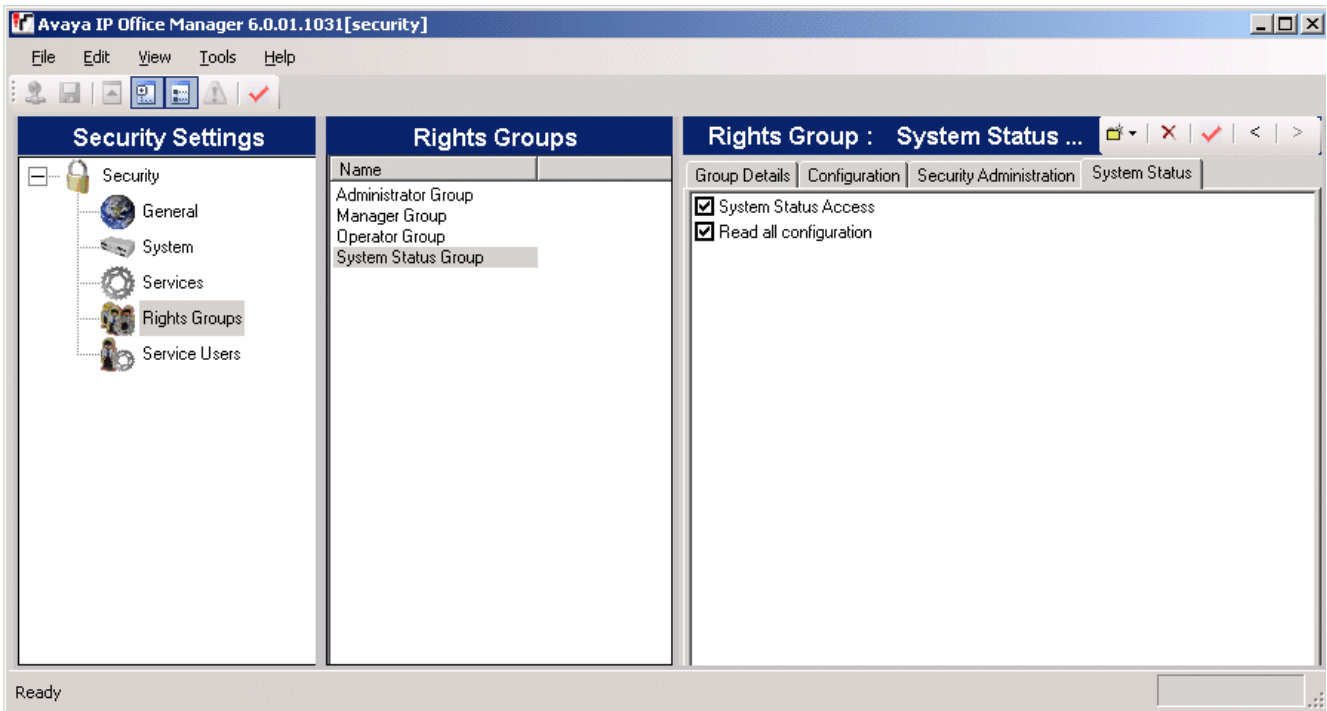 Avaya IP Office Manager 6.0.01.1031[security]
File Edit View Tools Help
Security Settings
Security
General
System
Services
Rights Groups
Service Users
Rights Groups
Name
Administrator Group
Manager Group
Operator Group
System Status Group
Rights Group : System Status ...
Group Details Configuration Security Administration System Status
System Status Access
Read all configuration
Ready